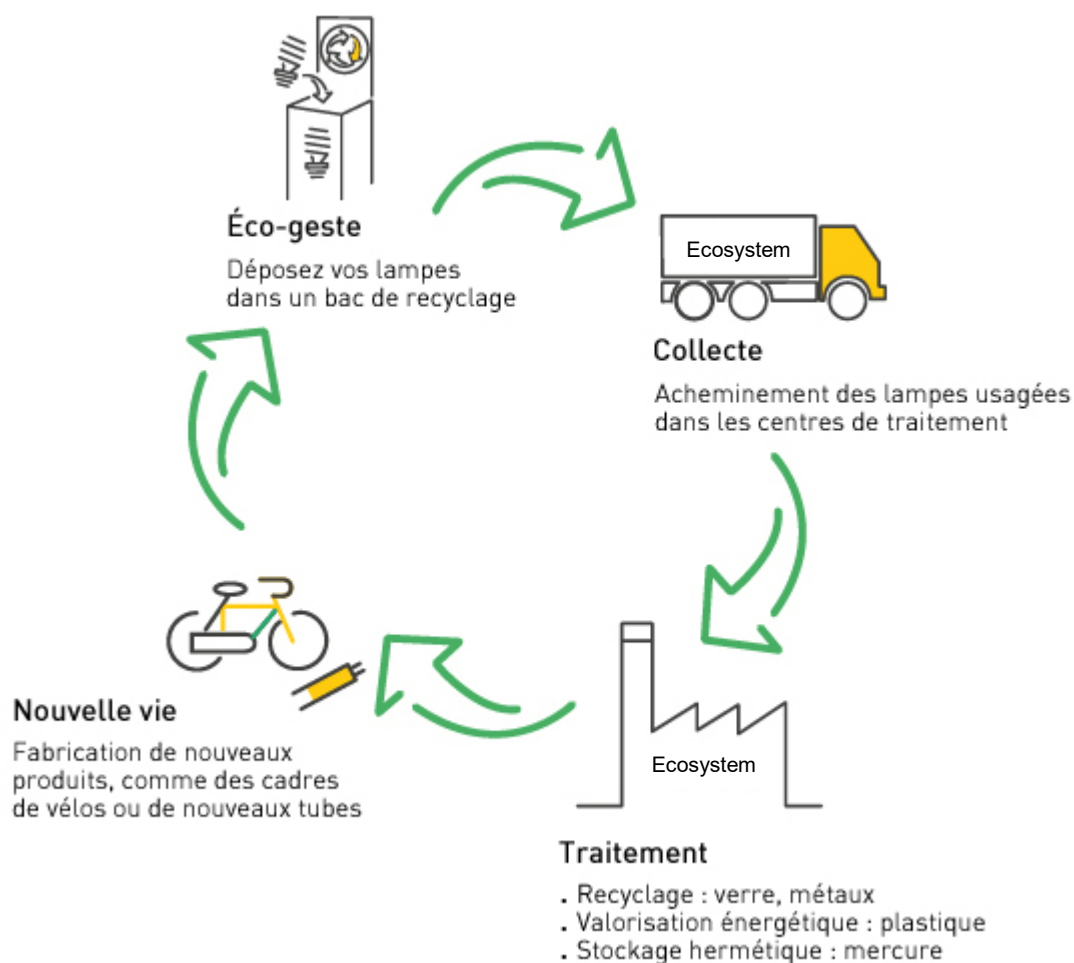 Éco-geste
Déposez vos lampes
dans un bac de recyclage
Ecosystem
Collecte
Acheminement des lampes usagées
dans les centres de traitement
Ecosystem
Traitement
. Recyclage : verre, métaux
. Valorisation énergétique : plastique
. Stockage hermétique : mercure
Nouvelle vie
Fabrication de nouveaux
produits, comme des cadres
de vélos ou de nouveaux tubes